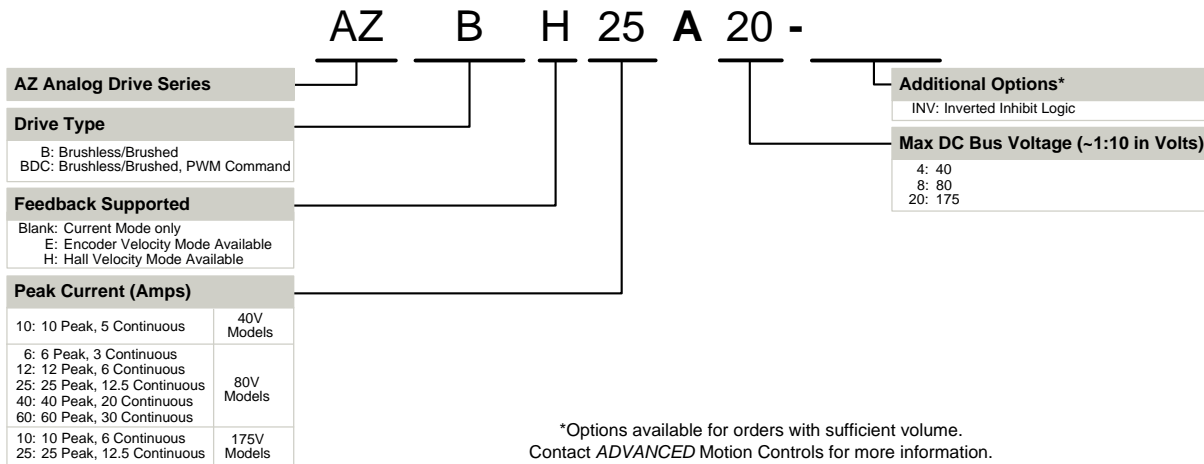 AZ B H 25 A 20 -
AZ Analog Drive Series
Drive Type
B: Brushless/Brushed
BDC: Brushless/Brushed, PWM Command
Feedback Supported
Blank: Current Mode only
E: Encoder Velocity Mode Available
H: Hall Velocity Mode Available
Peak Current (Amps)
10: 10 Peak, 5 Continuous
40V
Models
6: 6 Peak, 3 Continuous
12: 12 Peak, 6 Continuous
25: 25 Peak, 12.5 Continuous
40: 40 Peak, 20 Continuous
60: 60 Peak, 30 Continuous
80V
Models
10: 10 Peak, 6 Continuous
25: 25 Peak, 12.5 Continuous
175V
Models
Additional Options*
INV: Inverted Inhibit Logic
Max DC Bus Voltage (~1:10 in Volts)
4: 40
8: 80
20: 175
*Options available for orders with sufficient volume.
Contact ADVANCED Motion Controls for more information.